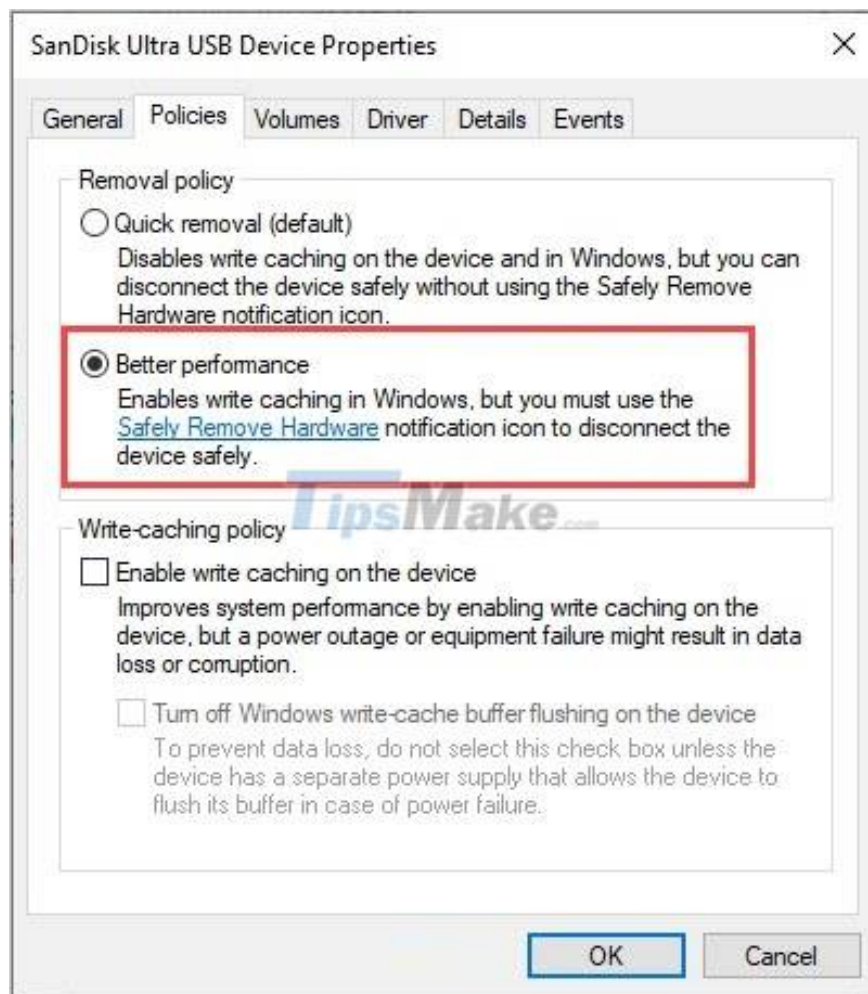 SanDisk Ultra USB Device Properties
General Policies Volumes Driver Details Events
Removal policy
Quick removal (default)
Disables write caching on the device and in Windows, but you can
disconnect the device safely without using the Safely Remove
Hardware notification icon.
Better performance
Enables write caching in Windows, but you must use the
Safely Remove Hardware notification icon to disconnect the
device safely.
TipsMake.com
Write-caching policy
Enable write caching on the device
Improves system performance by enabling write caching on the
device, but a power outage or equipment failure might result in data
loss or corruption.
Turn off Windows write-cache buffer flushing on the device
To prevent data loss, do not select this check box unless the
device has a separate power supply that allows the device to
flush its buffer in case of power failure.
OK Cancel